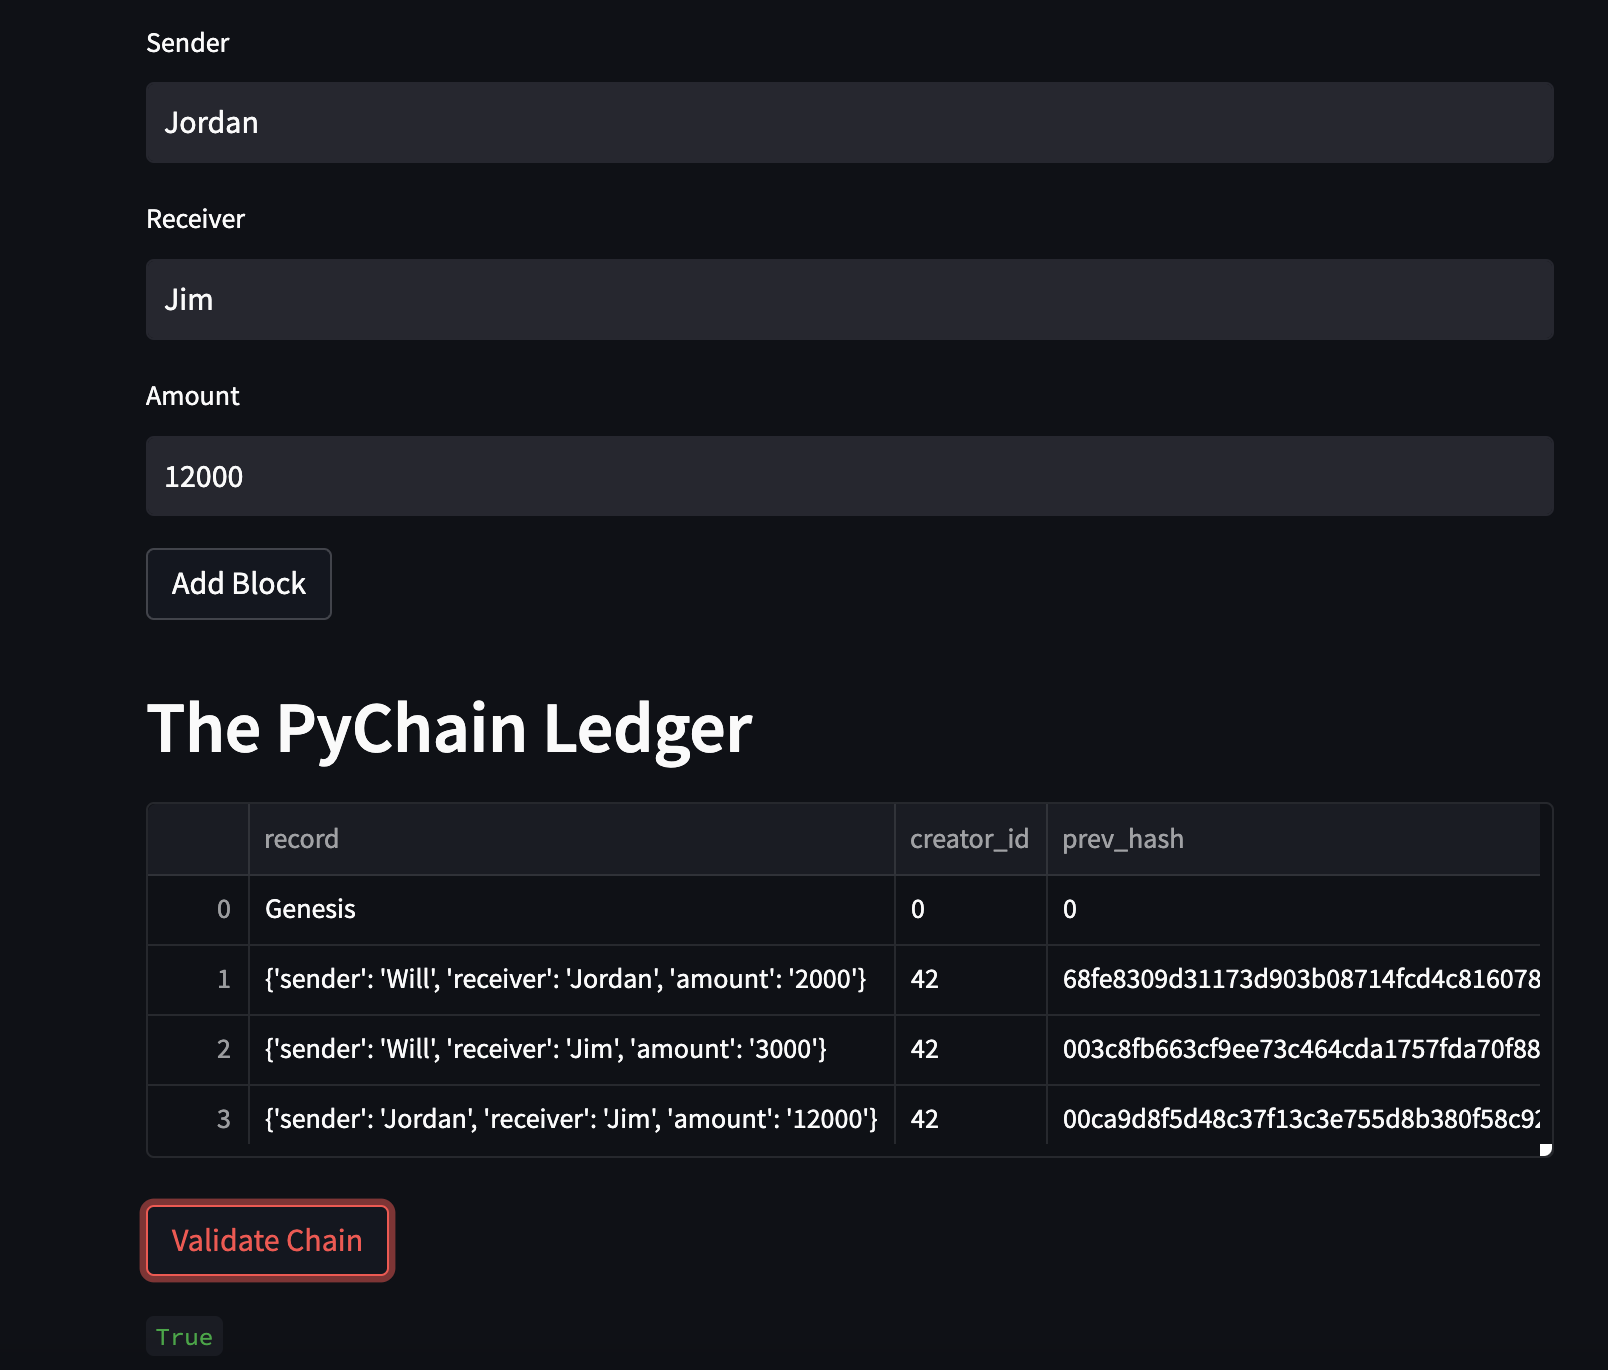 Sender
Jordan
Receiver
Jim
Amount
12000
Add Block
The PyChain Ledger
record creator_id prev_hash
0 Genesis 0 0
1 {'sender': 'Will', 'receiver': 'Jordan', 'amount': '2000'} 42 68fe8309d31173d903b08714fcd4c816078
2 {'sender': 'Will', 'receiver': 'Jim', 'amount': '3000'} 42 003c8fb663cf9ee73c464cda1757fda70f88
3 {'sender': 'Jordan', 'receiver': 'Jim', 'amount': '12000'} 42 00ca9d8f5d48c37f13c3e755d8b380f58c92
Validate Chain
True